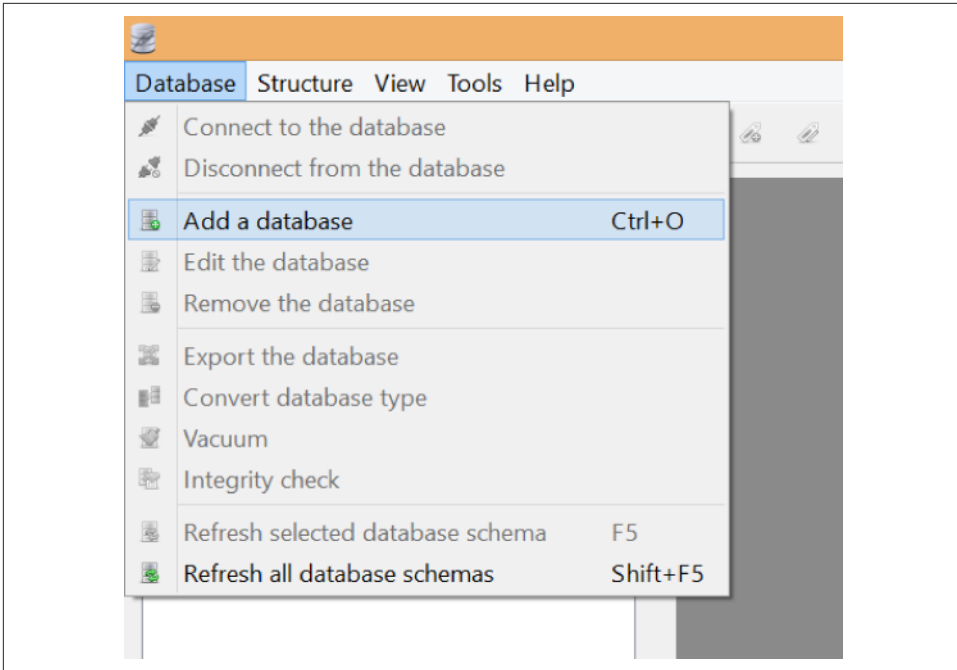 Database Structure View Tools Help
Connect to the database
Disconnect from the database
Add a database Ctrl+O
Edit the database
Remove the database
Export the database
Convert database type
Vacuum
Integrity check
Refresh selected database schema F5
Refresh all database schemas Shift+F5